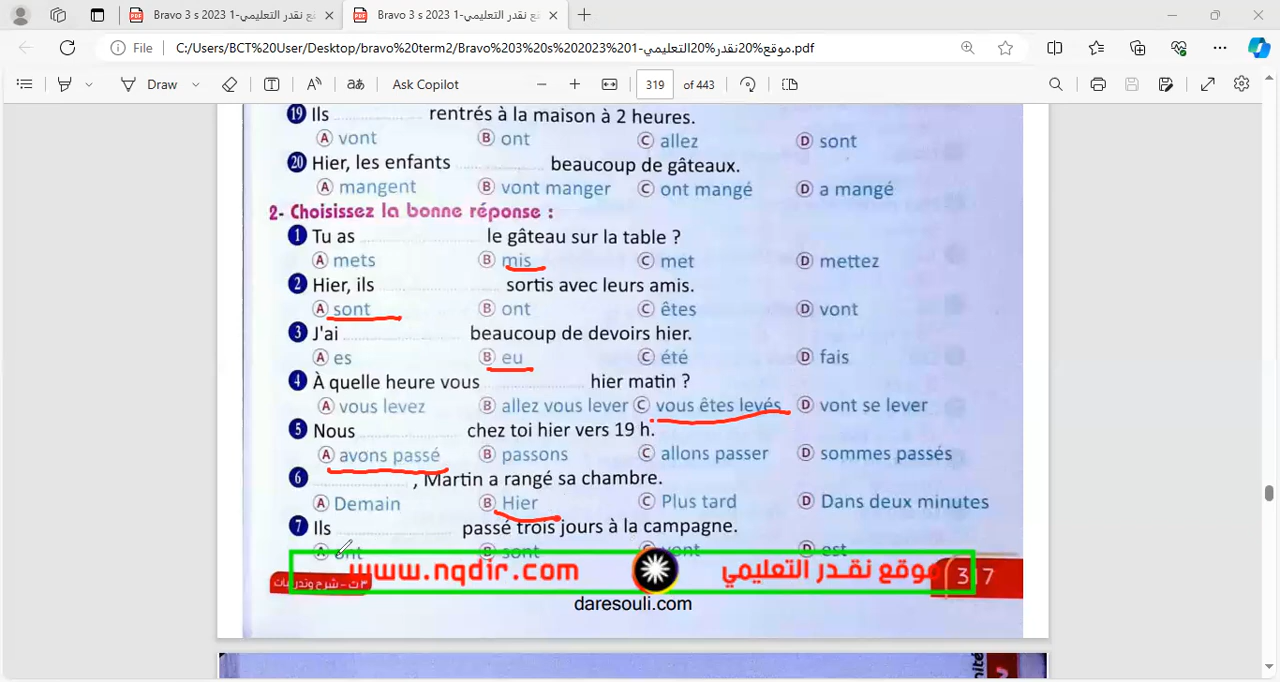 Bravo 3 s 2023 1-موقع نقدر التعليمي
Bravo 3 s 2023 1-موقع نقدر التعليمي
File
C:/Users/BCT%20User/Desktop/bravo%20term2/Bravo%203%20s%202023%201-موقع%20نقدر%20التعليمي.pdf
Draw
Ask Copilot
319 of 443
19 Ils ............ rentrés à la maison à 2 heures.
A vont B ont C allez D sont
20 Hier, les enfants ............ beaucoup de gâteaux.
A mangent B vont manger C ont mangé D a mangé
2- Choisissez la bonne réponse :
1 Tu as ............ le gâteau sur la table ?
A mets B mis C met D mettez
2 Hier, ils ............ sortis avec leurs amis.
A sont B ont C êtes D vont
3 J'ai ............ beaucoup de devoirs hier.
A es B eu C été D fais
4 À quelle heure vous ............ hier matin ?
A vous levez B allez vous lever C vous êtes levés D vont se lever
5 Nous ............ chez toi hier vers 19 h.
A avons passé B passons C allons passer D sommes passés
6 ............ , Martin a rangé sa chambre.
A Demain B Hier C Plus tard D Dans deux minutes
7 Ils ............ passé trois jours à la campagne.
A ont B sont C vont D est
www.nqdir.com موقع نقدر التعليمي
317
daresouli.com